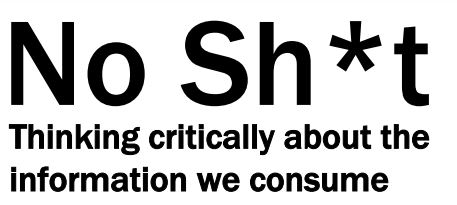 No Sh*t
Thinking critically about the
information we consume